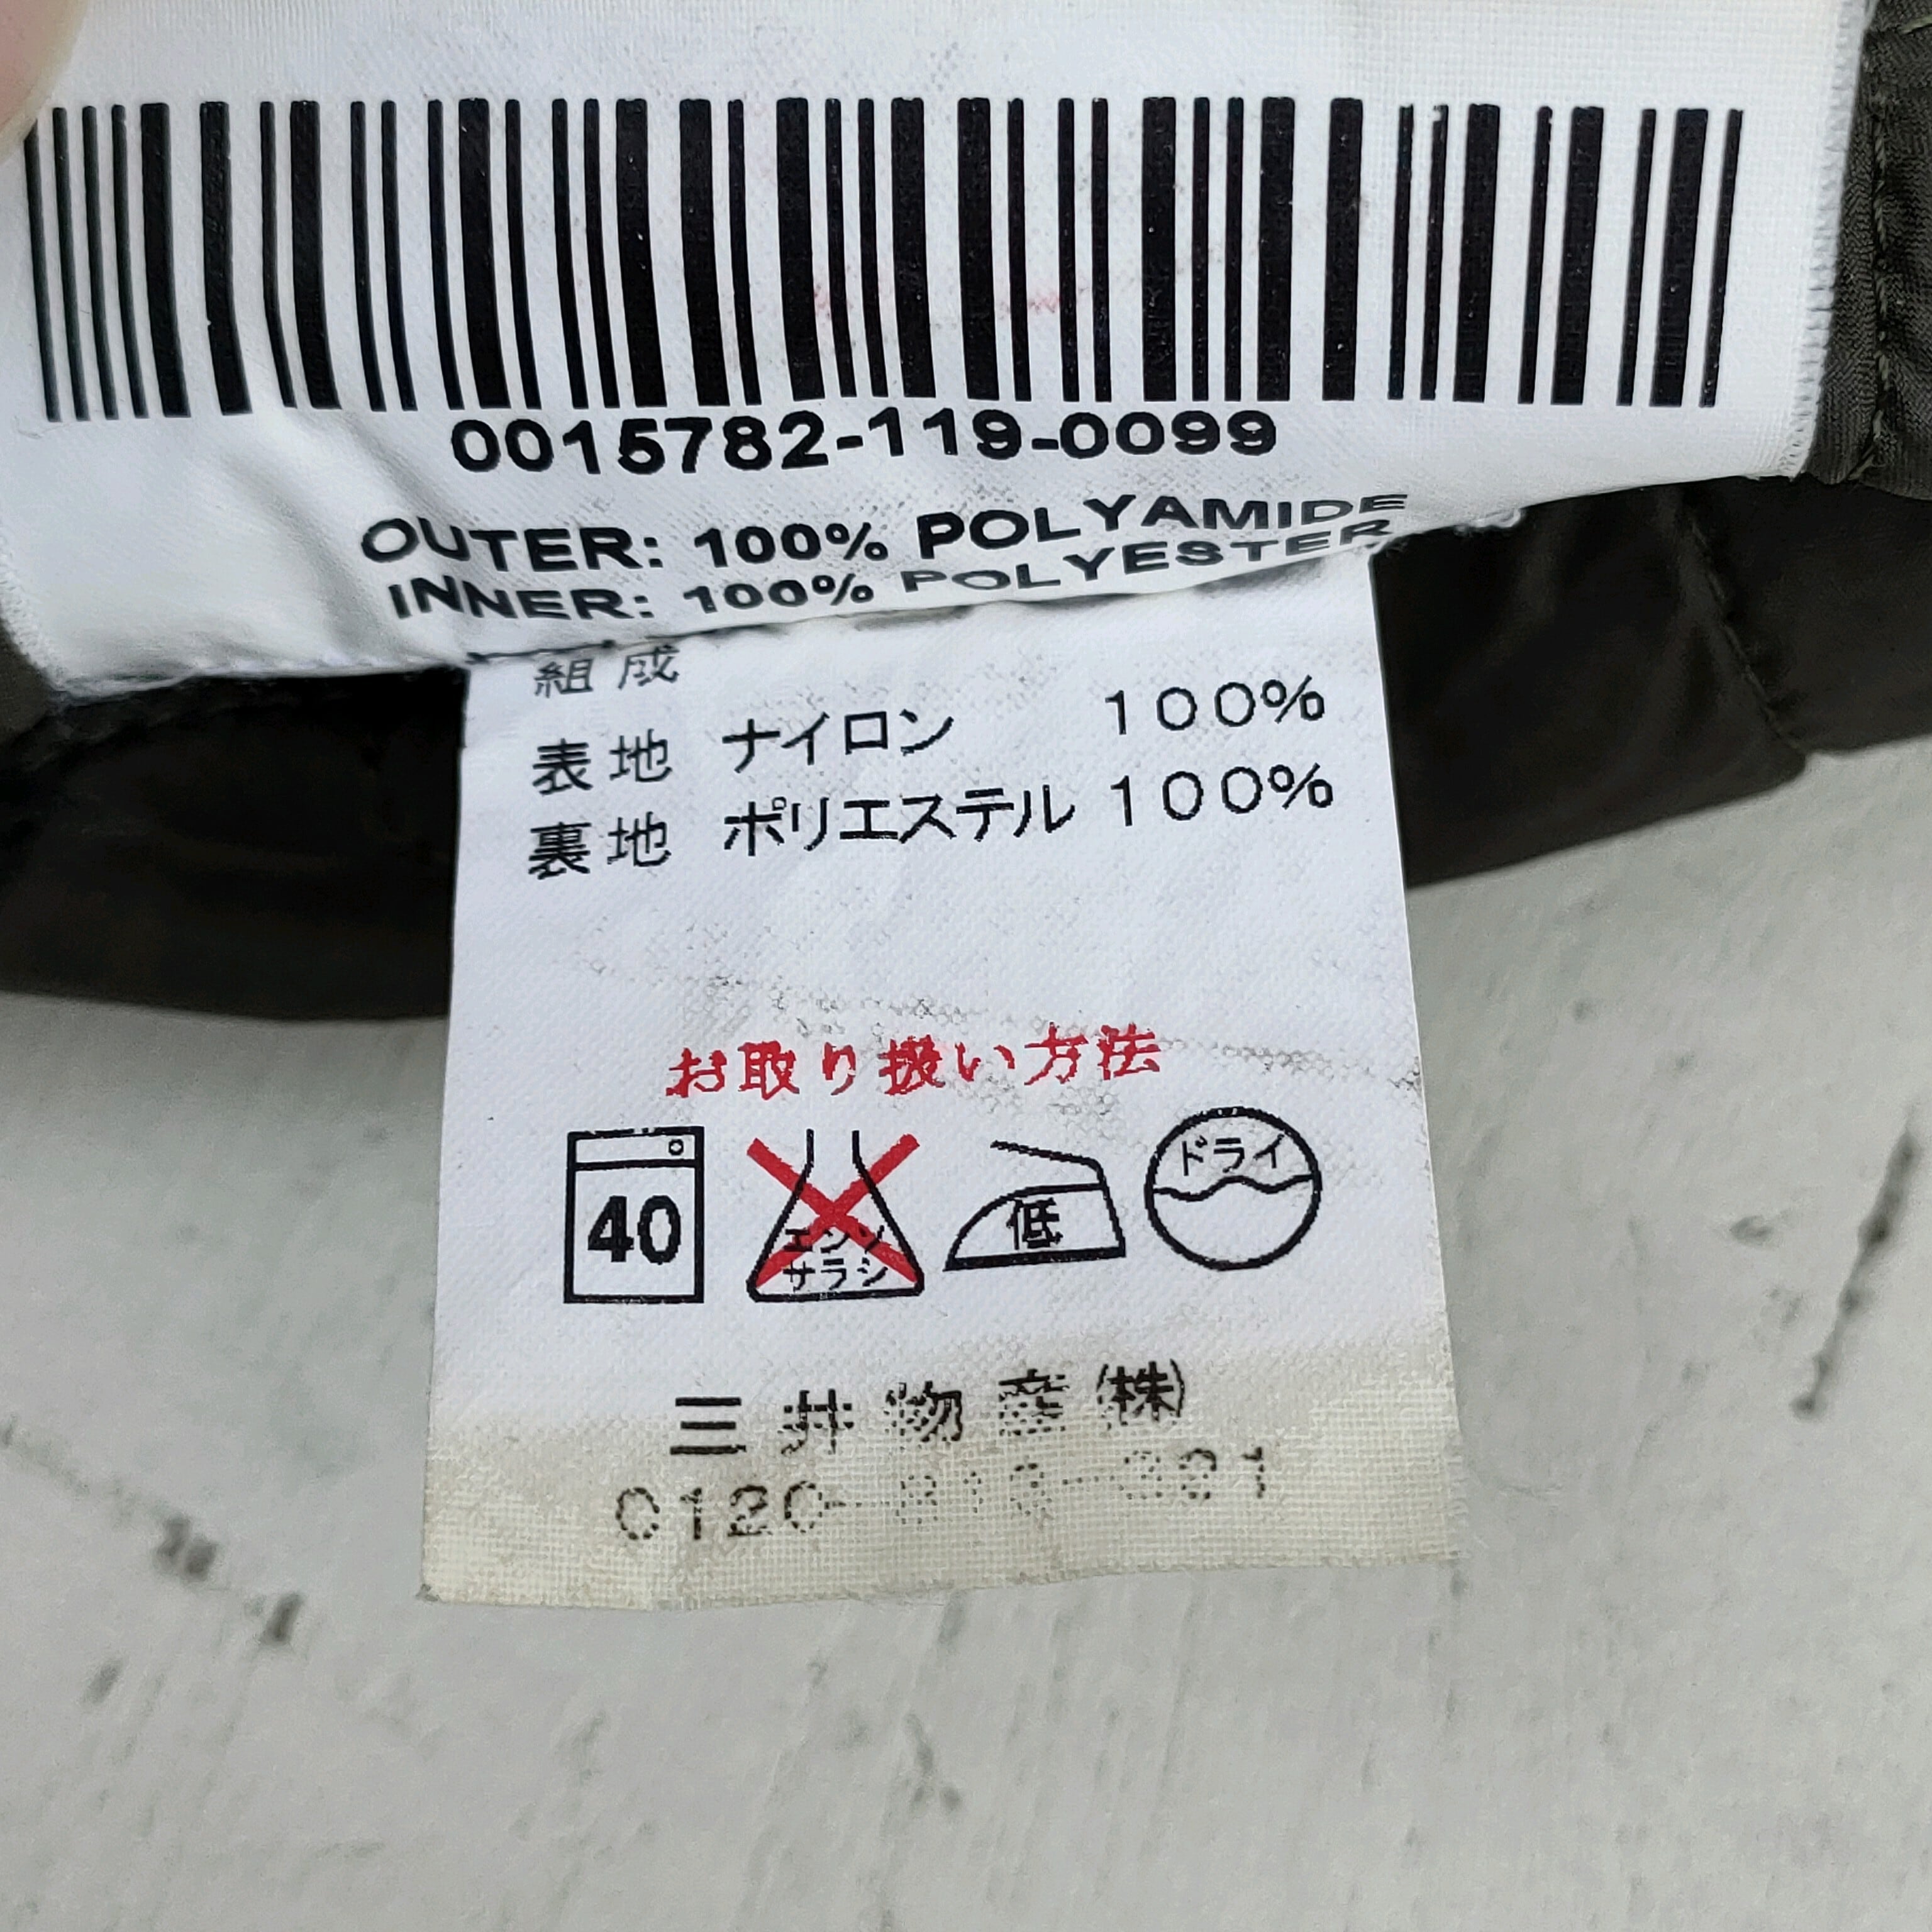 0015782-119-0099
OUTER: 100% POLYAMIDE
INNER: 100% POLYESTER
組成
表地 ナイロン 100%
裏地 ポリエステル 100%
お取り扱い方法
40 エンソ 低 ドライ
サラシ
三井物産(株)
0120-